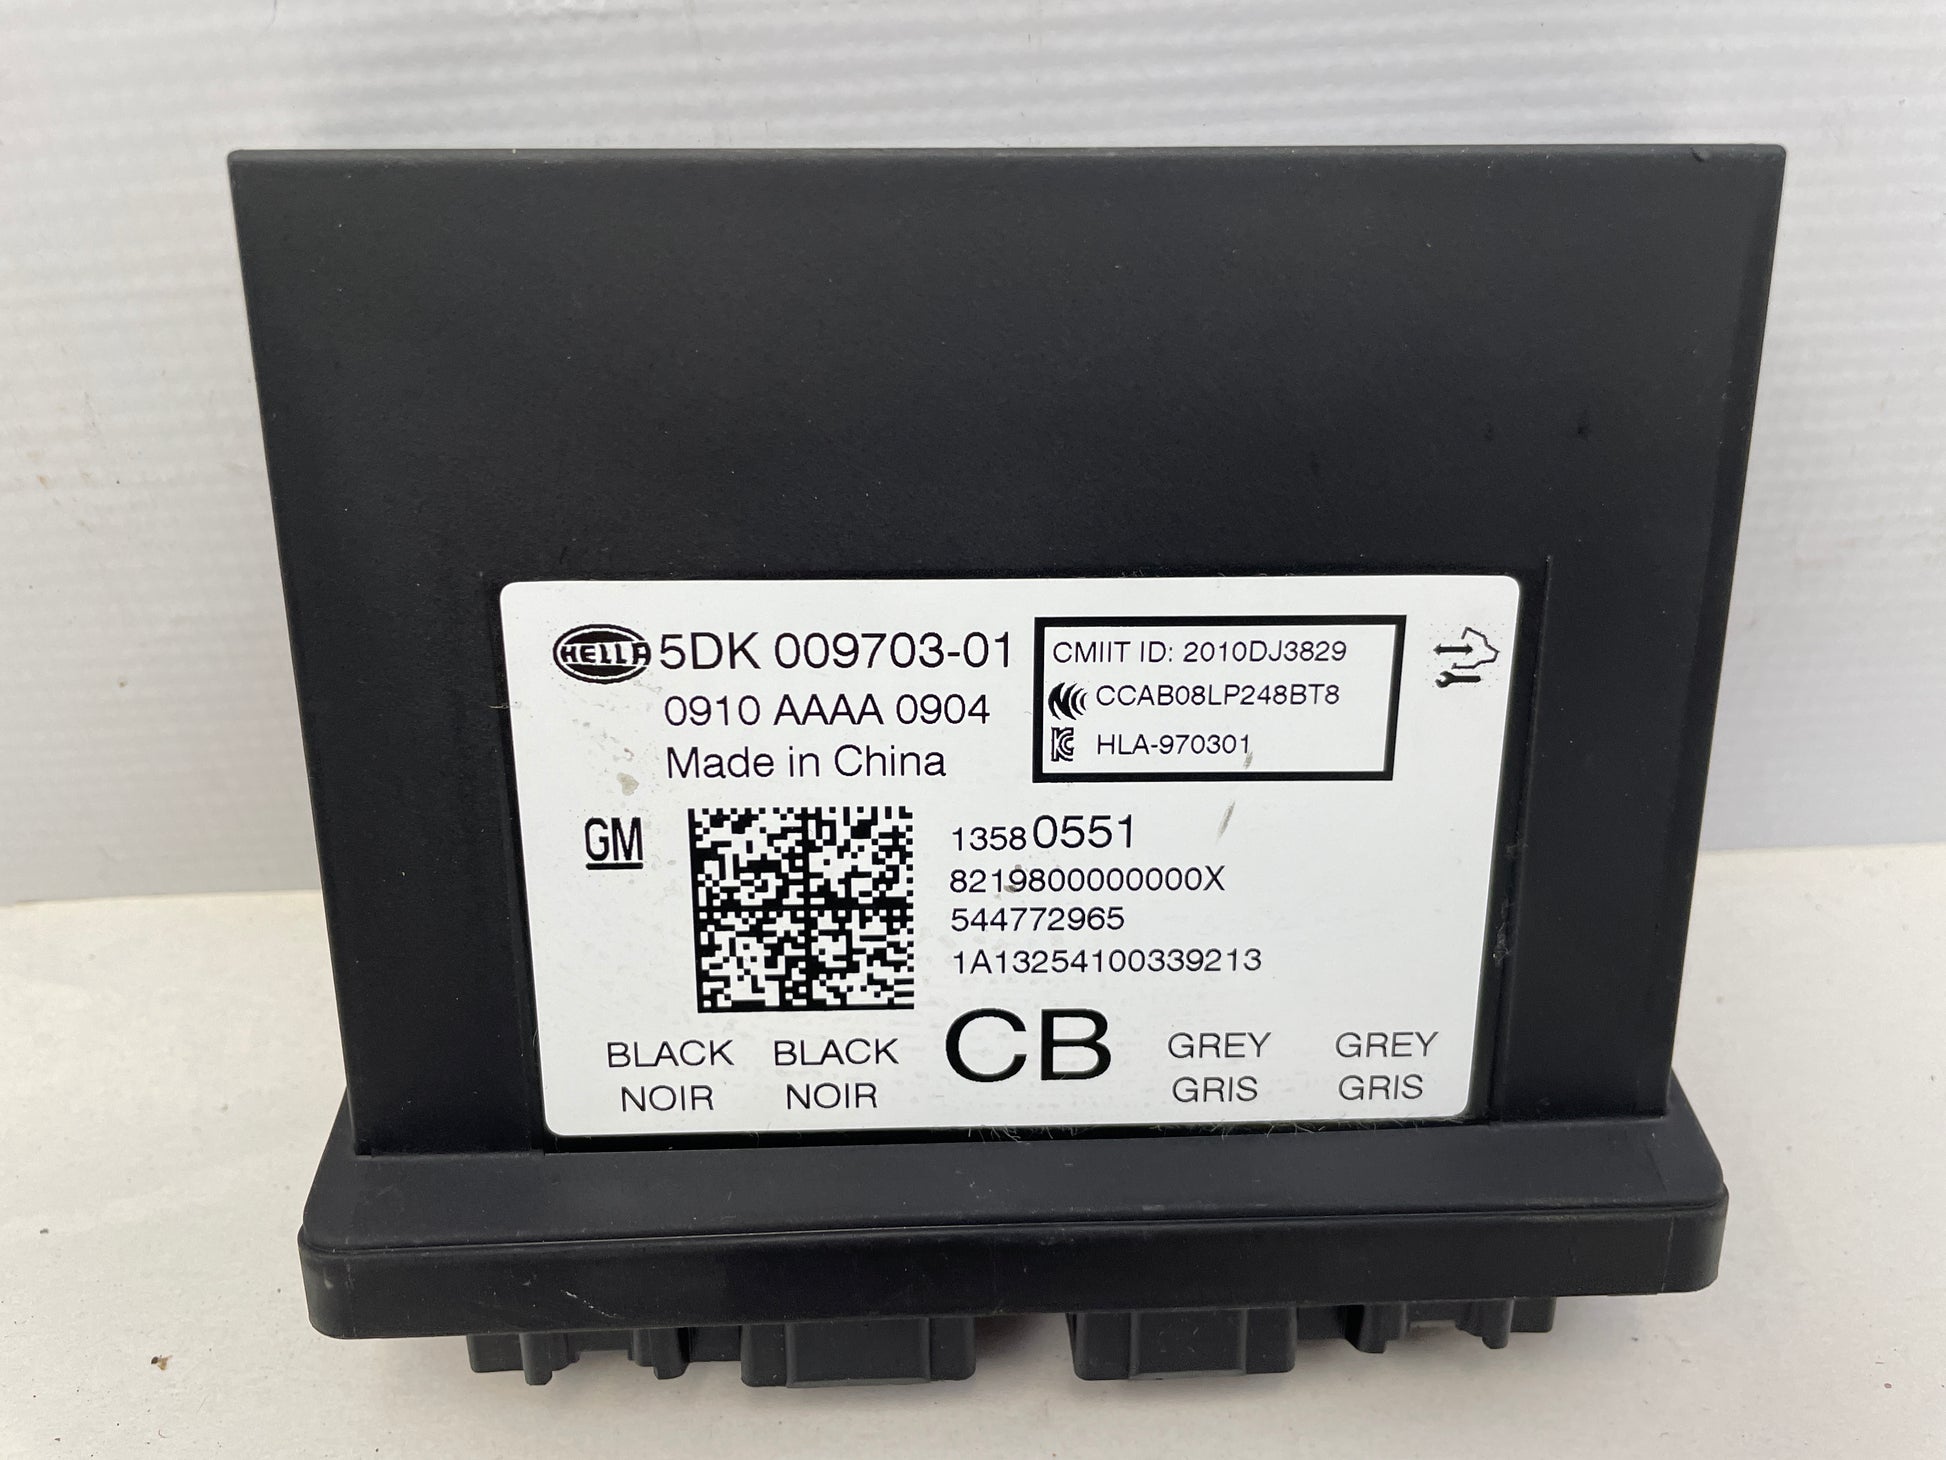 HELLA 5DK 009703-01
0910 AAAA 0904
Made in China
CMIIT ID: 2010DJ3829
CCAB08LP248BT8
HLA-970301
GM
13580551
8219800000000X
544772965
1A13254100339213
BLACK BLACK CB GREY GREY
NOIR NOIR GRIS GRIS